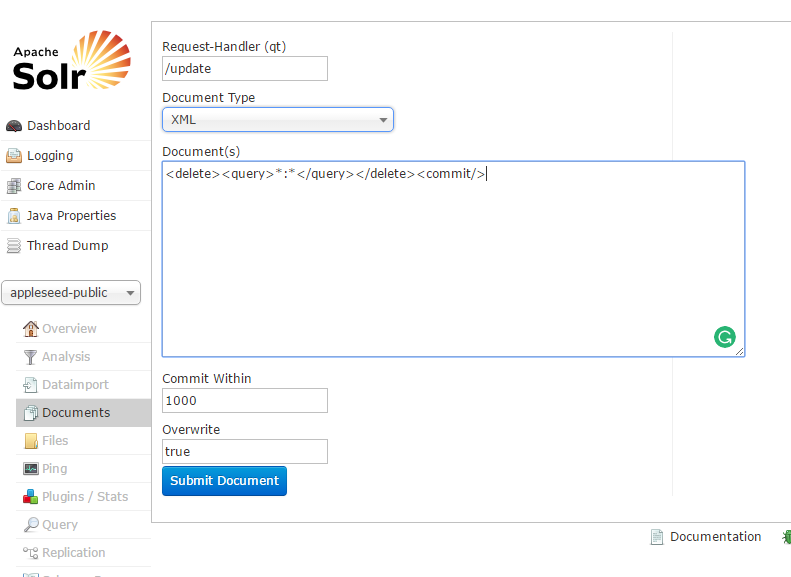 Apache
Solr
Dashboard
Logging
Core Admin
Java Properties
Thread Dump
appleseed-public
Overview
Analysis
Dataimport
Documents
Files
Ping
Plugins / Stats
Query
Replication
Request-Handler (qt)
/update
Document Type
XML
Document(s)
<delete><query>*:*</query></delete><commit/>
Commit Within
1000
Overwrite
true
Submit Document
Documentation